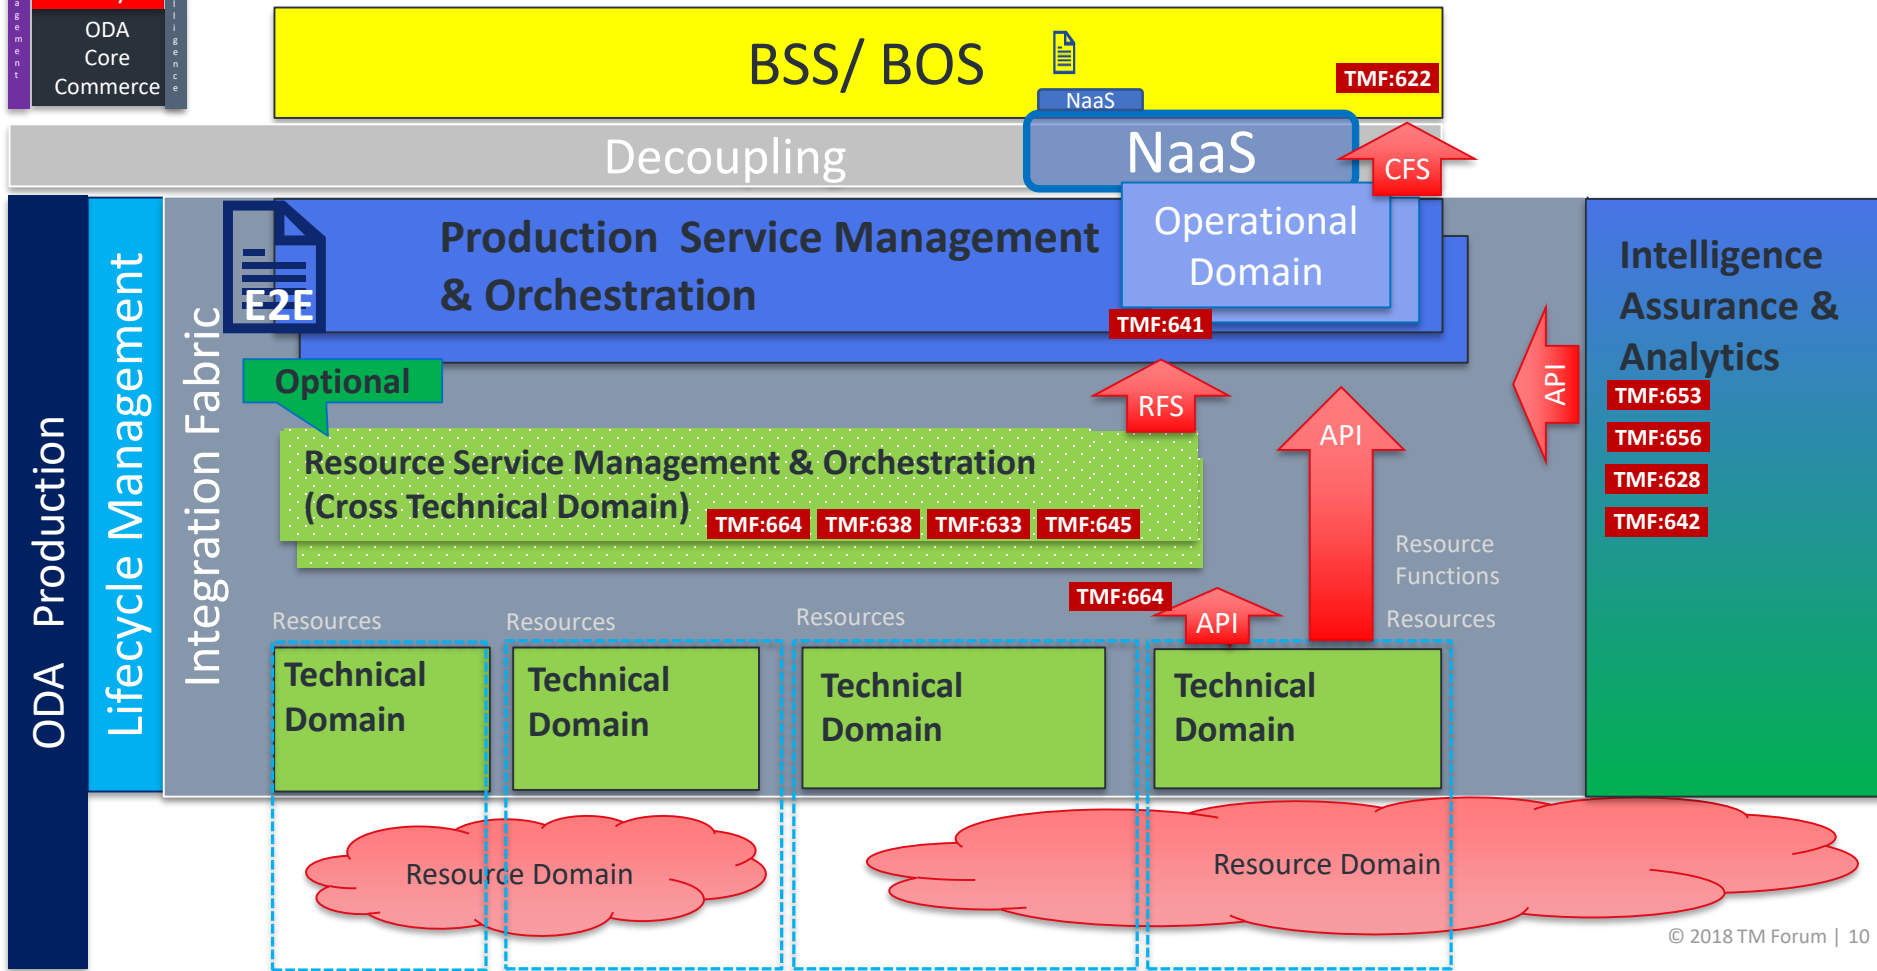 ODA
Core
Commerce
BSS/ BOS
TMF:622
NaaS
Decoupling
NaaS
CFS
ODA Production
Lifecycle Management
Integration Fabric
E2E
Production Service Management
& Orchestration
Operational
Domain
TMF:641
Intelligence
Assurance &
Analytics
TMF:653
TMF:656
TMF:628
TMF:642
API
Optional
RFS
API
Resource Service Management & Orchestration
(Cross Technical Domain)
TMF:664
TMF:638
TMF:633
TMF:645
Resource
Functions
Resources
TMF:664
API
Resources
Resources
Resources
Technical
Domain
Technical
Domain
Technical
Domain
Technical
Domain
Resource Domain
Resource Domain
© 2018 TM Forum | 10